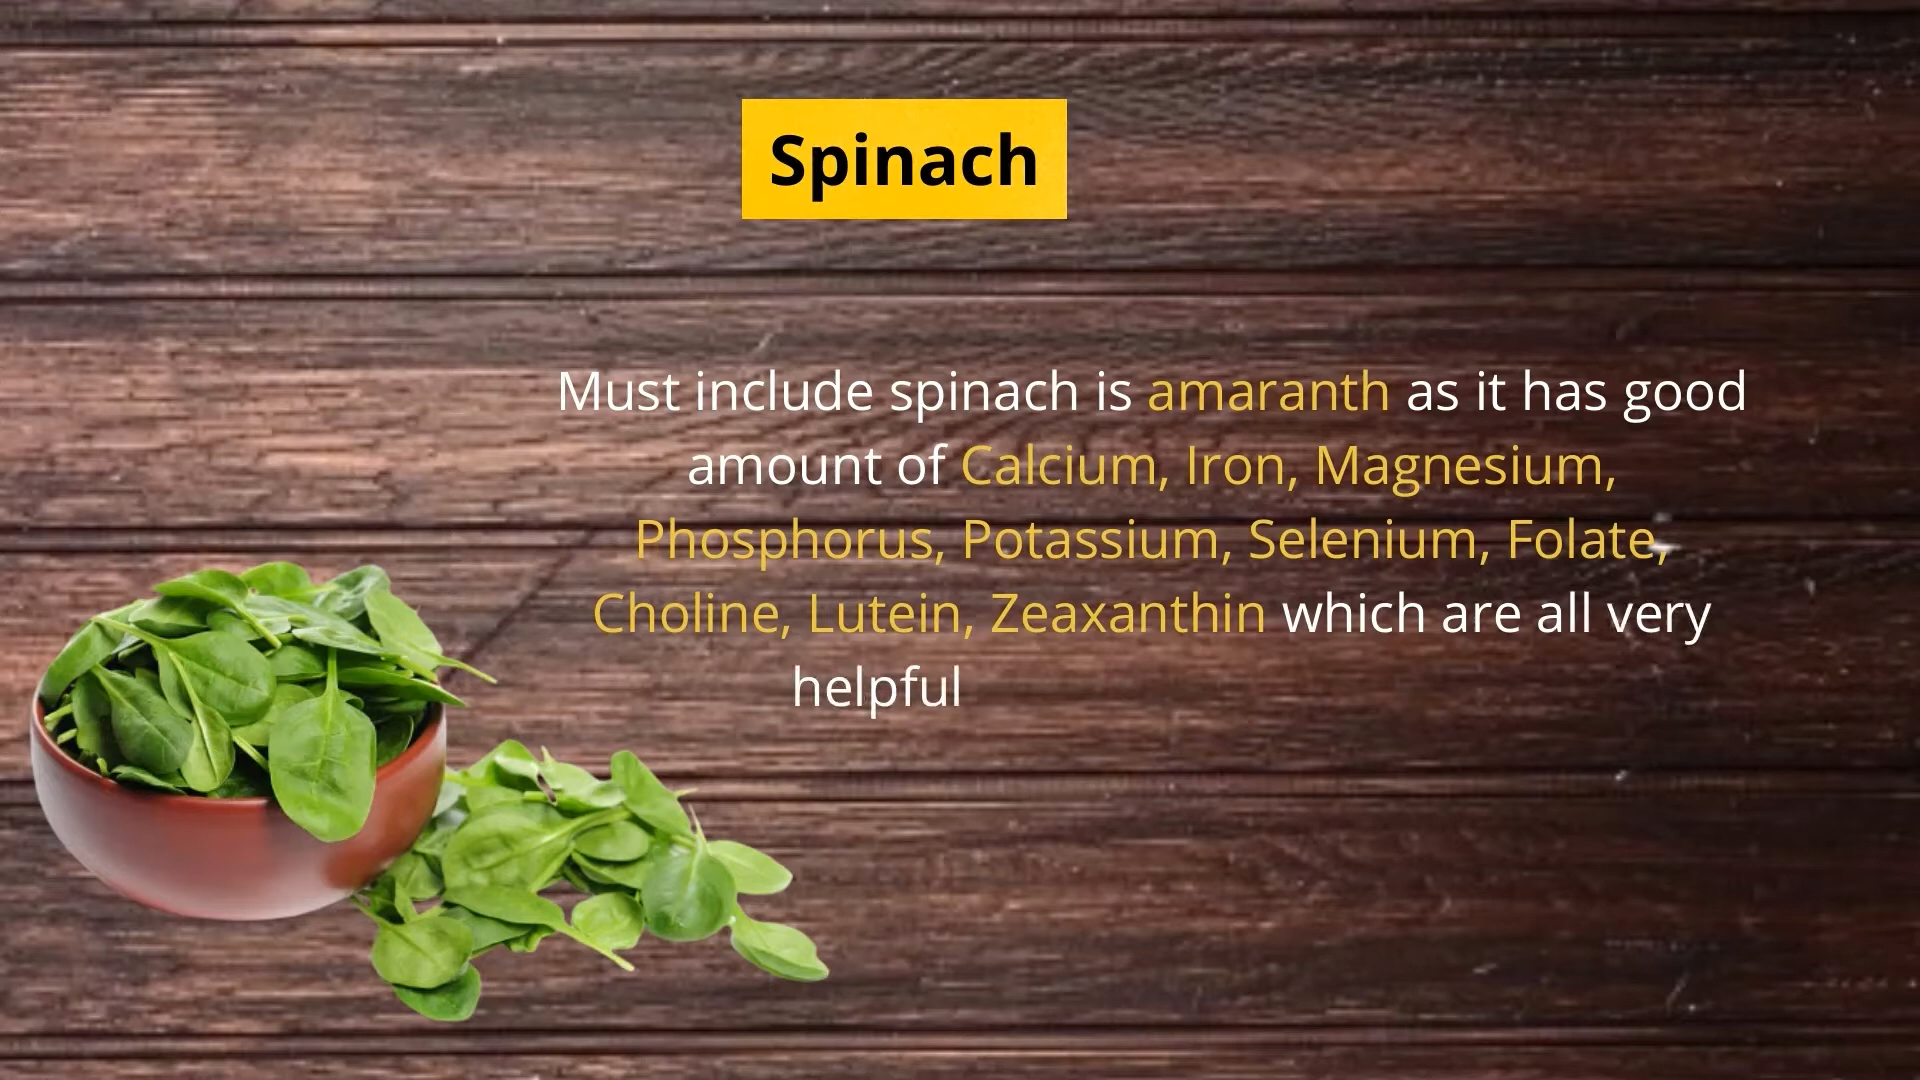 Spinach
Must include spinach is amaranth as it has good
amount of Calcium, Iron, Magnesium,
Phosphorus, Potassium, Selenium, Folate,
Choline, Lutein, Zeaxanthin which are all very
helpful